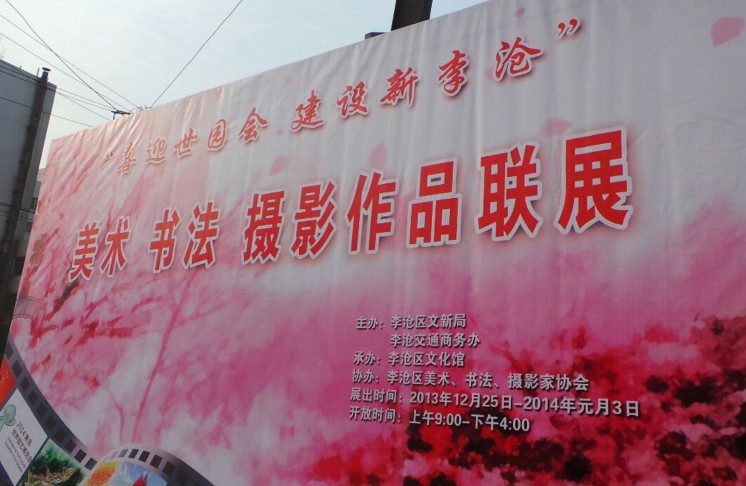 “喜迎世园会 建设新李沧”
美术 书法 摄影作品联展
主办：李沧区文新局
李沧交通商务办
承办：李沧区文化馆
协办：李沧区美术、书法、摄影家协会
展出时间：2013年12月25日-2014年元月3日
开放时间：上午9:00-下午4:00